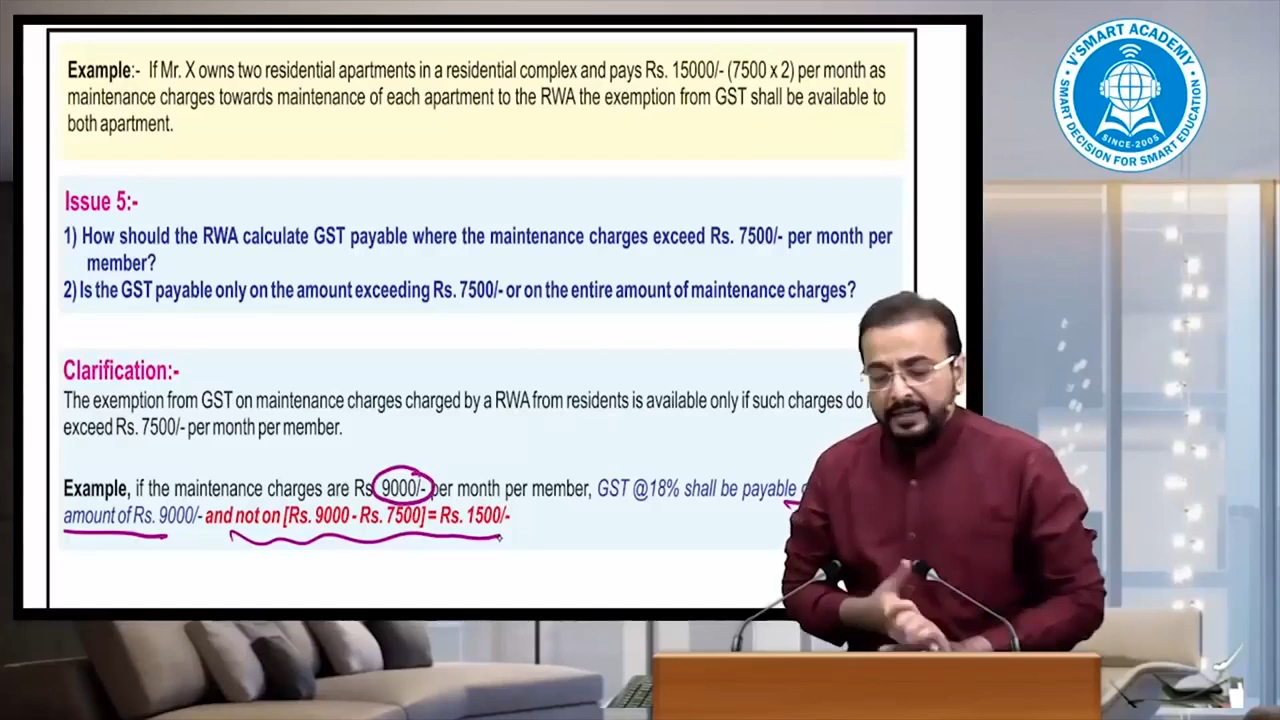 Example:- If Mr. X owns two residential apartments in a residential complex and pays Rs. 15000/- (7500 x 2) per month as
maintenance charges towards maintenance of each apartment to the RWA the exemption from GST shall be available to
both apartment.
Issue 5:-
1) How should the RWA calculate GST payable where the maintenance charges exceed Rs. 7500/- per month per
member?
2) Is the GST payable only on the amount exceeding Rs. 7500/- or on the entire amount of maintenance charges?
Clarification:-
The exemption from GST on maintenance charges charged by a RWA from residents is available only if such charges do
exceed Rs. 7500/- per month per member.
Example, if the maintenance charges are Rs. 9000/- per month per member, GST @18% shall be payable
amount of Rs. 9000/- and not on [Rs. 9000 - Rs. 7500] = Rs. 1500/-
V'SMART ACADEMY
SINCE-2005
SMART DECISION FOR SMART EDUCATION